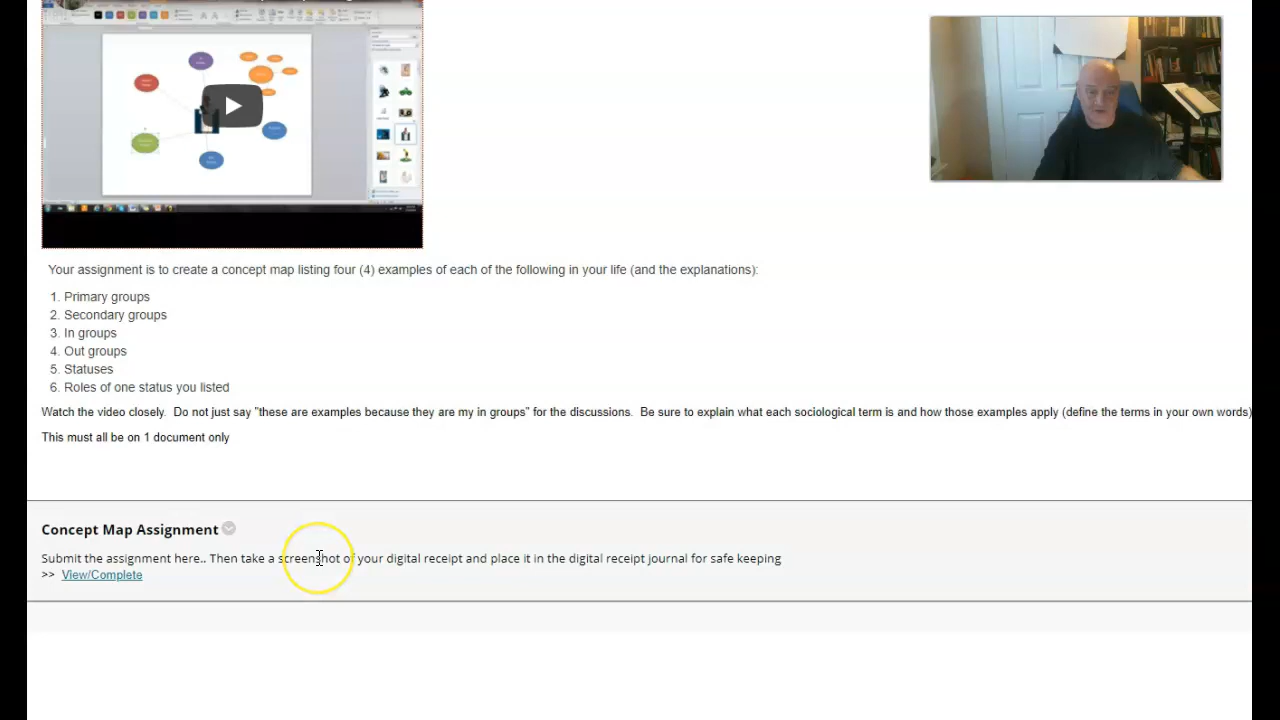 Your assignment is to create a concept map listing four (4) examples of each of the following in your life (and the explanations):
1. Primary groups
2. Secondary groups
3. In groups
4. Out groups
5. Statuses
6. Roles of one status you listed
Watch the video closely. Do not just say "these are examples because they are my in groups" for the discussions. Be sure to explain what each sociological term is and how those examples apply (define the terms in your own words)
This must all be on 1 document only
Concept Map Assignment
Submit the assignment here.. Then take a screenshot of your digital receipt and place it in the digital receipt journal for safe keeping
>> View/Complete